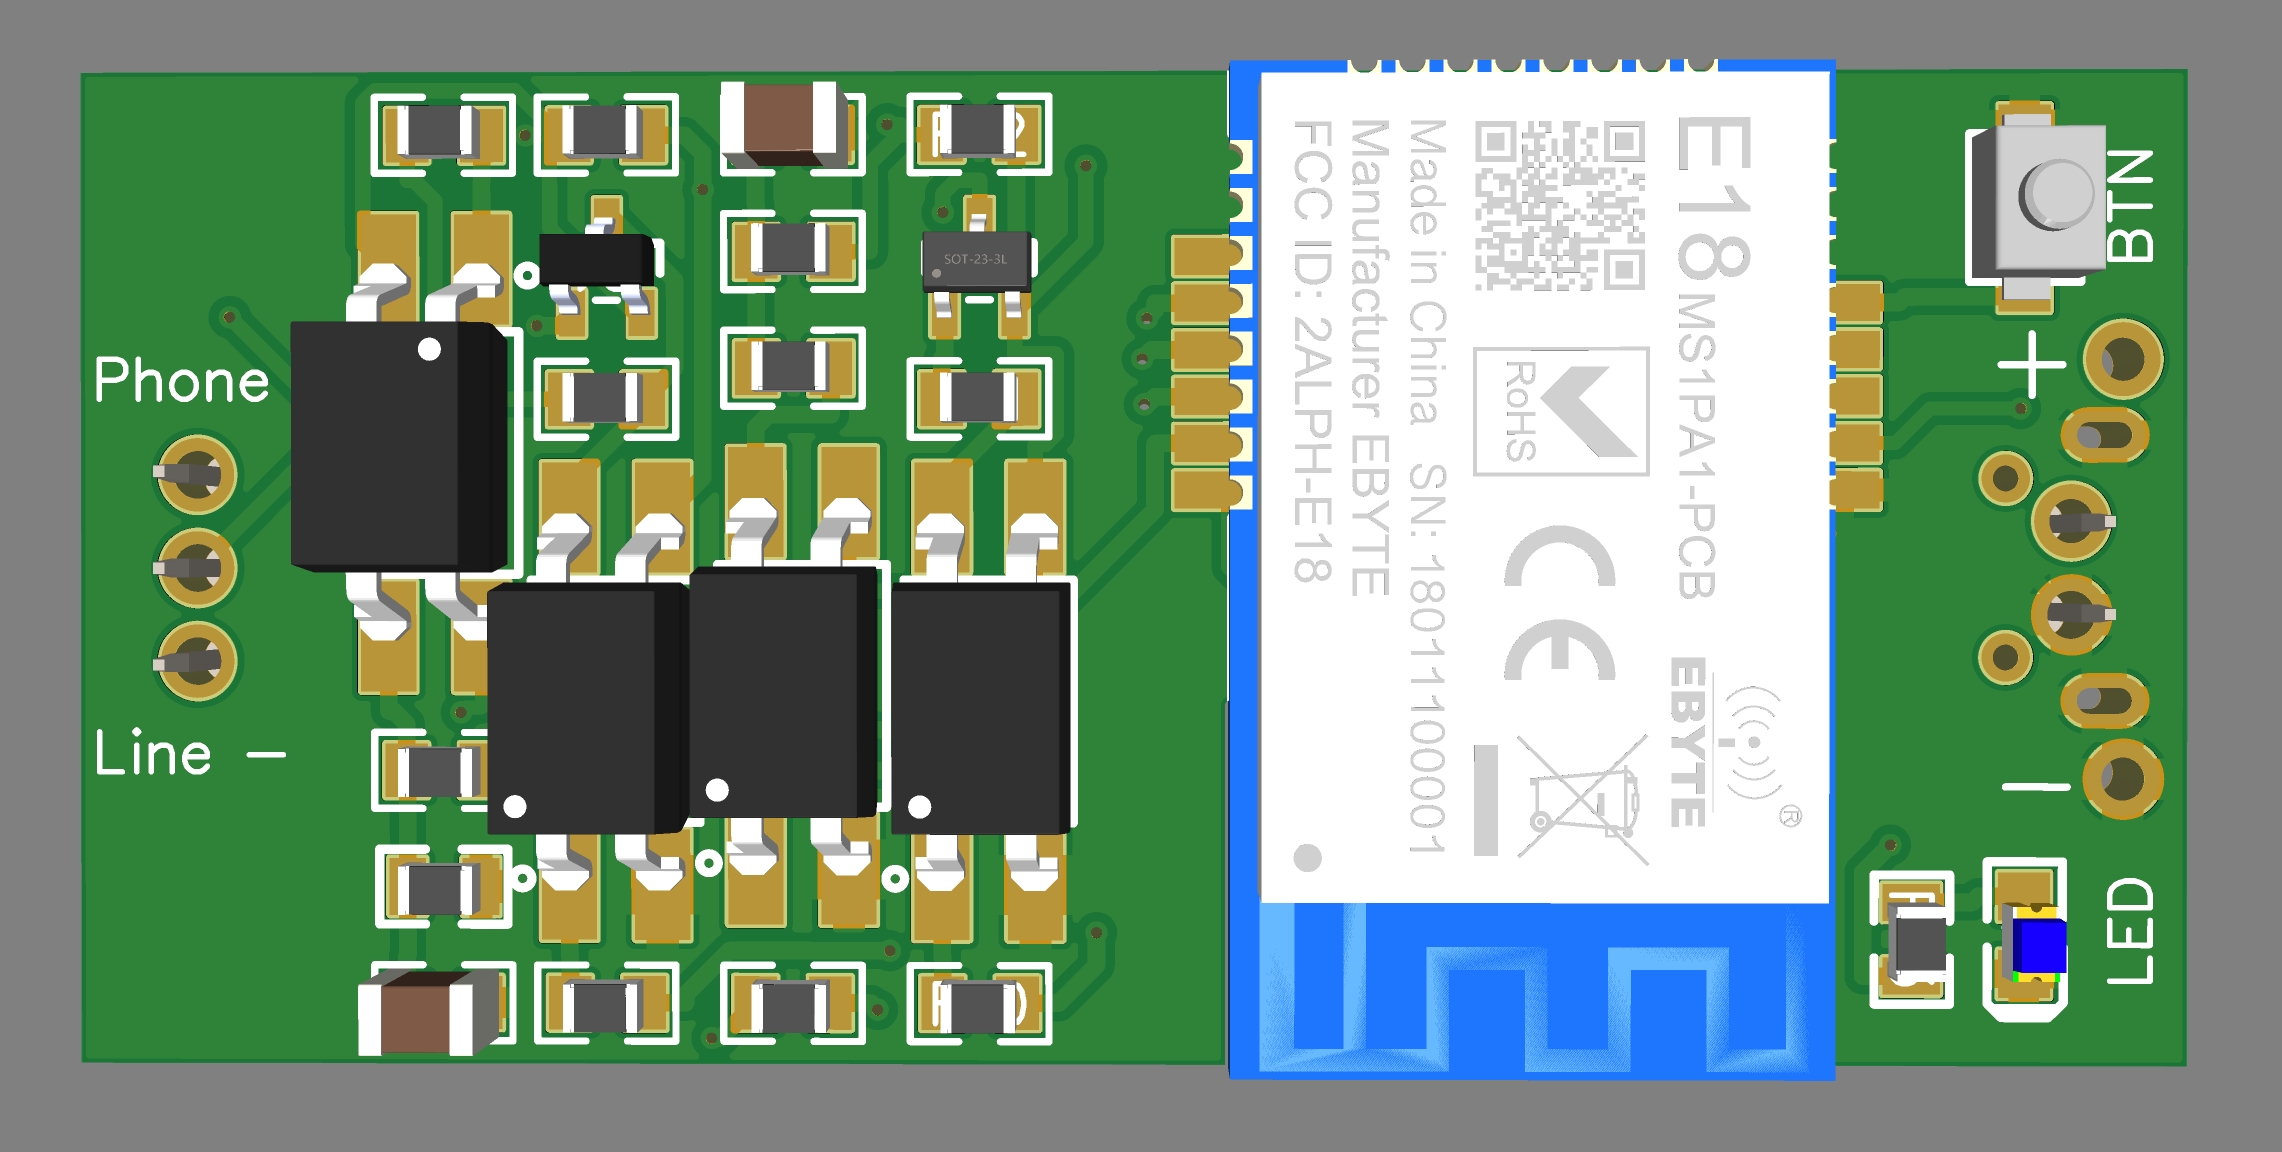 Phone
Line -
SOT-23-3L
E18
MS1PA1-PCB
Made in China SN: 1801110001
Manufacturer EBYTE
FCC ID: 2ALPH-E18
RoHS
CE
EBYTE
®
BTN
+
-
LED